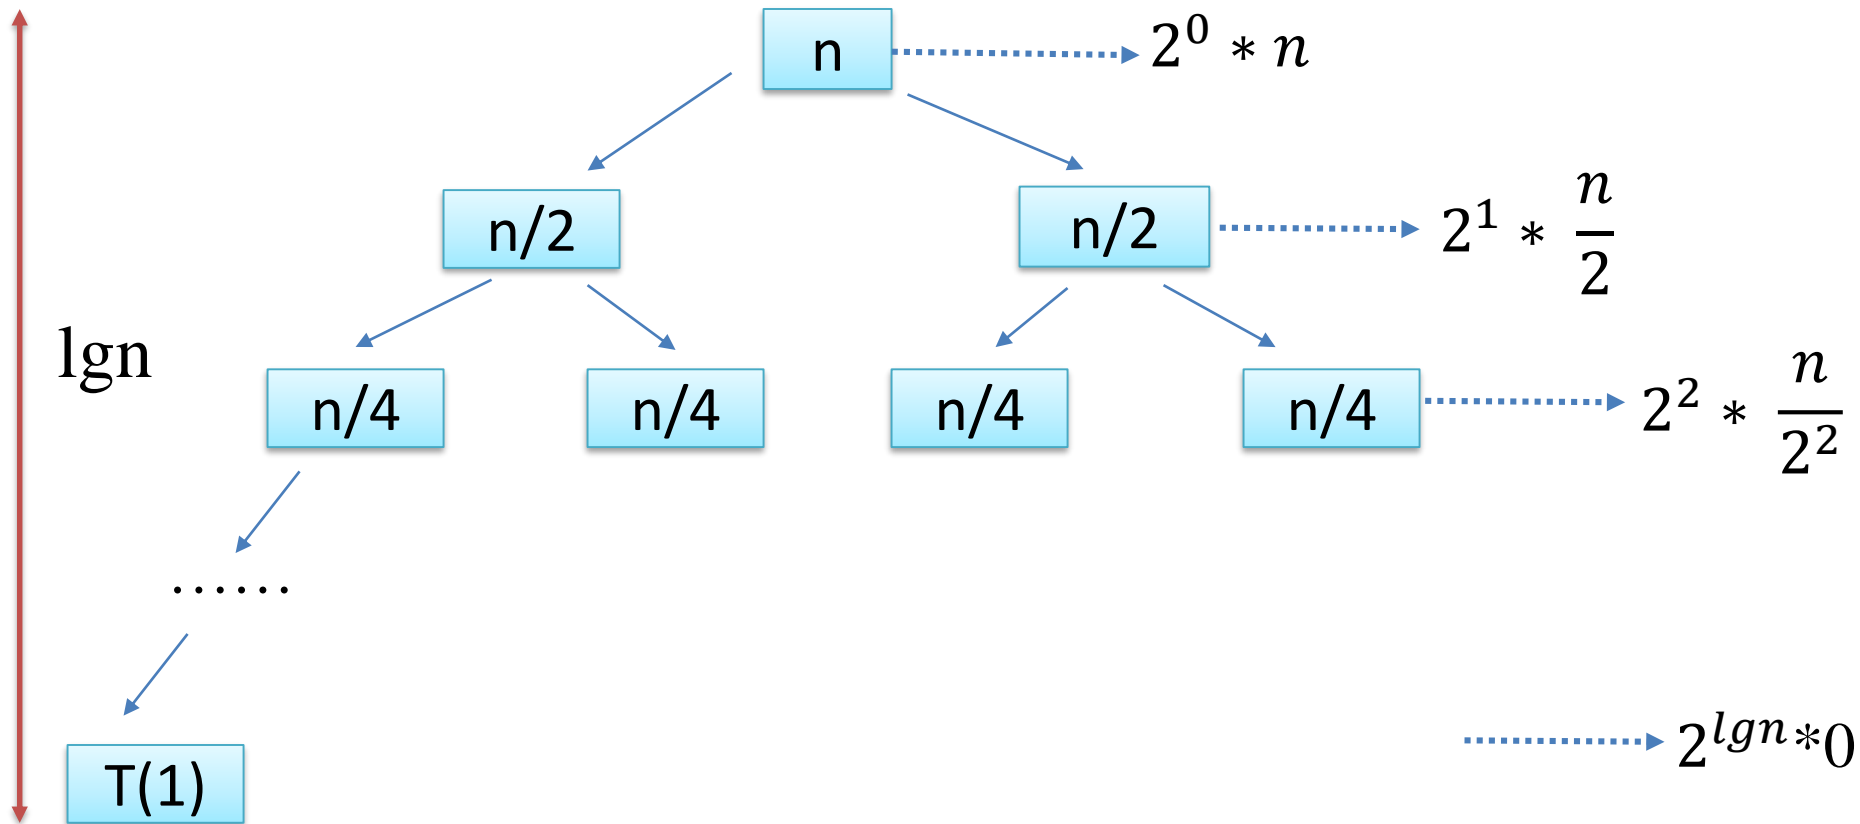 n 2^0 * n
n/2 n/2 2^1 * n/2
lgn
n/4 n/4 n/4 n/4 2^2 * n/2^2
......
T(1) 2^{lgn}*0